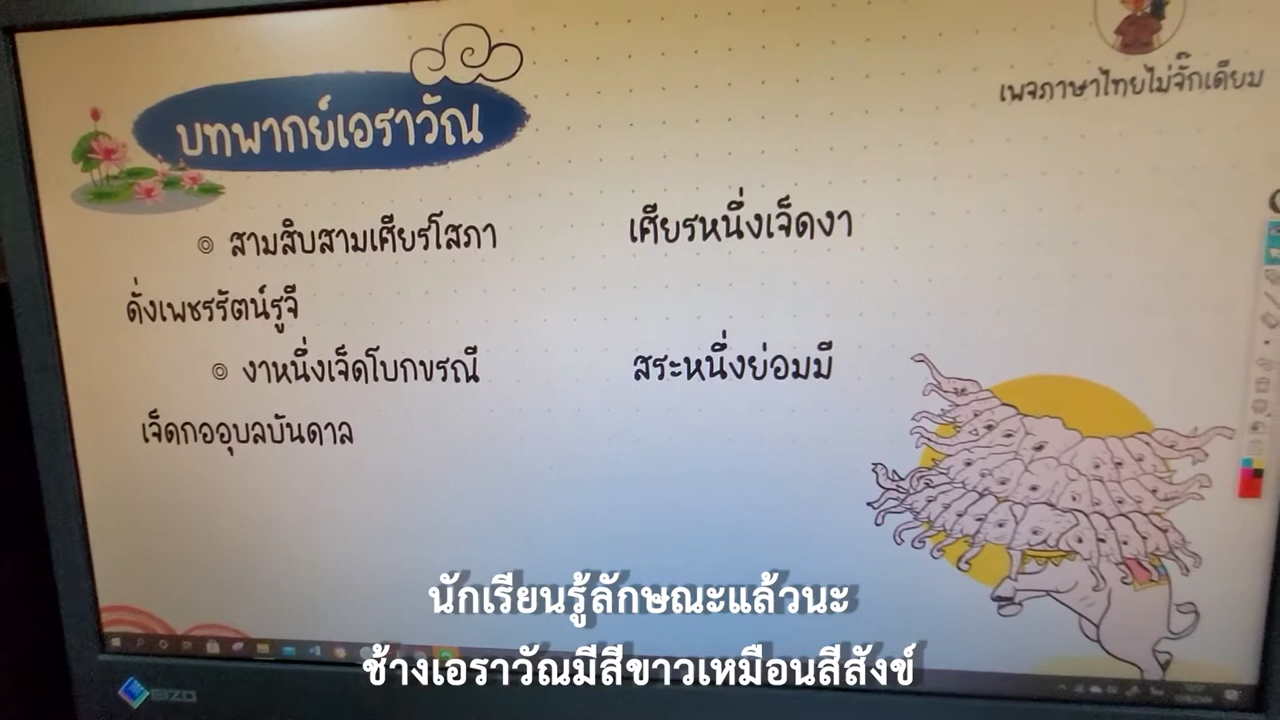 เพจภาษาไทยไม่จั๊กเดียม
บทพากย์เอราวัณ
๏ สามสิบสามเศียรโสภา เศียรหนึ่งเจ็ดงา
ดั่งเพชรรัตน์รูจี
๏ งาหนึ่งเจ็ดโบกขรณี สระหนึ่งย่อมมี
เจ็ดกออุบลบันดาล
นักเรียนรู้ลักษณะแล้วนะ
ช้างเอราวัณมีสีขาวเหมือนสีสังข์